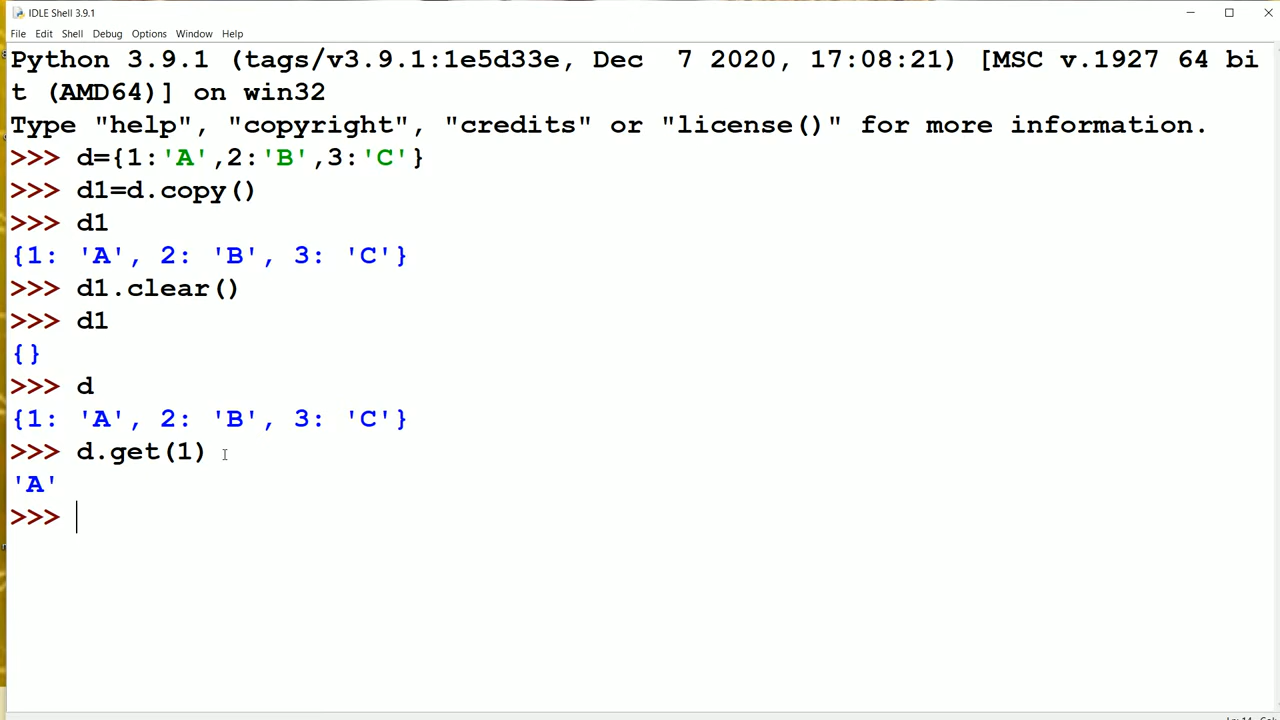 IDLE Shell 3.9.1
File Edit Shell Debug Options Window Help
Python 3.9.1 (tags/v3.9.1:1e5d33e, Dec  7 2020, 17:08:21) [MSC v.1927 64 bi
t (AMD64)] on win32
Type "help", "copyright", "credits" or "license()" for more information.
>>> d={1:'A',2:'B',3:'C'}
>>> d1=d.copy()
>>> d1
{1: 'A', 2: 'B', 3: 'C'}
>>> d1.clear()
>>> d1
{}
>>> d
{1: 'A', 2: 'B', 3: 'C'}
>>> d.get(1)
'A'
>>>